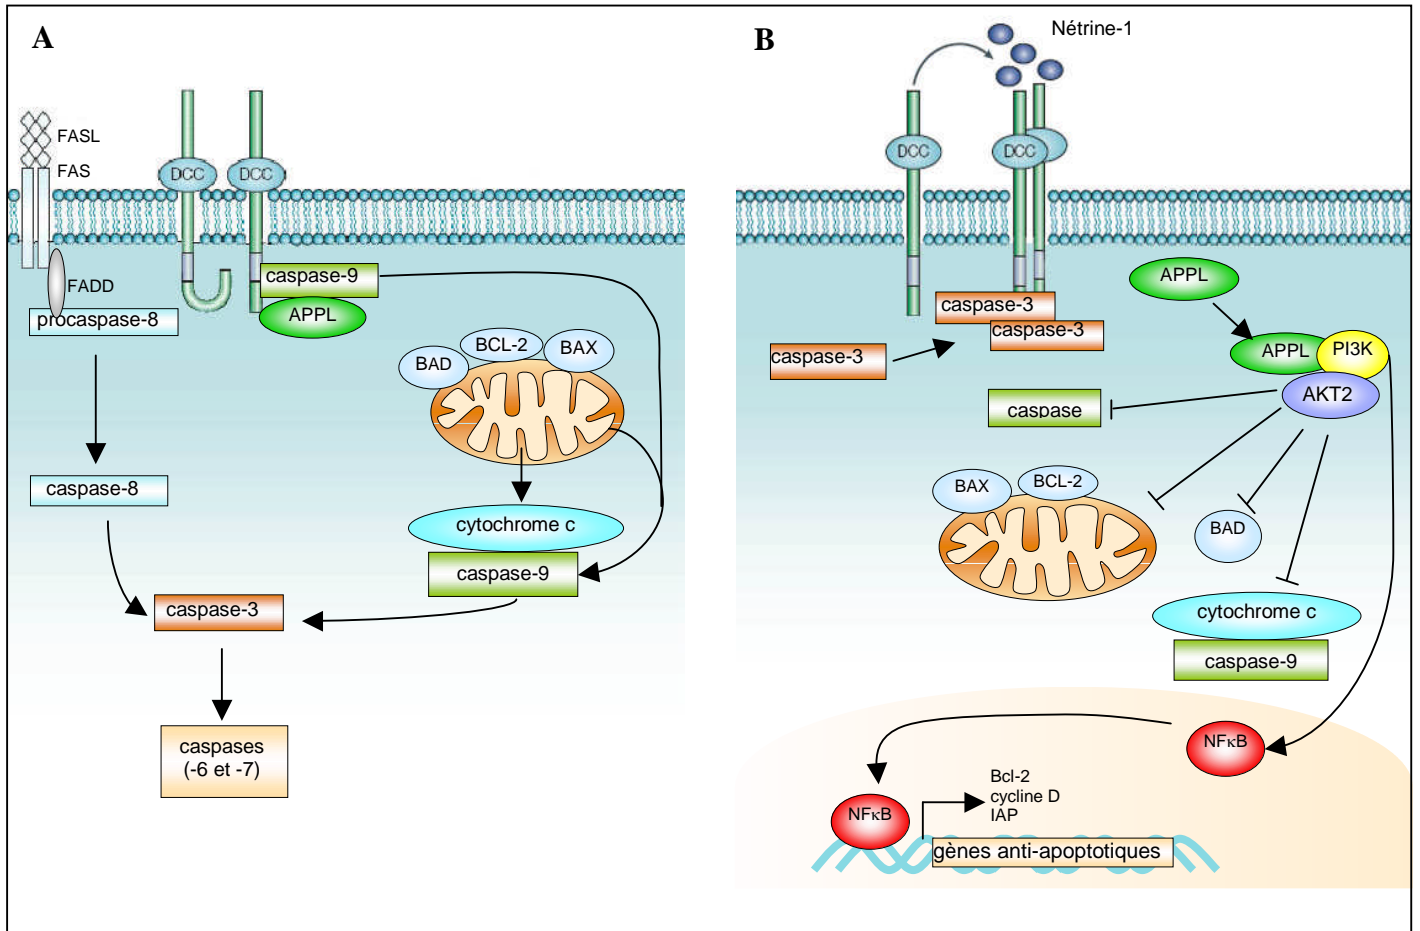 A
FASL
FAS
DCC
DCC
caspase-9
FADD
APPL
procaspase-8
BCL-2
BAX
BAD
caspase-8
cytochrome c
caspase-9
caspase-3
caspases
(-6 et -7)
B
Nétrine-1
DCC
DCC
APPL
caspase-3
caspase-3
caspase-3
APPL
PI3K
AKT2
caspase
BAX
BCL-2
BAD
cytochrome c
caspase-9
NFκB
Bcl-2
cycline D
IAP
NFκB
gènes anti-apoptotiques